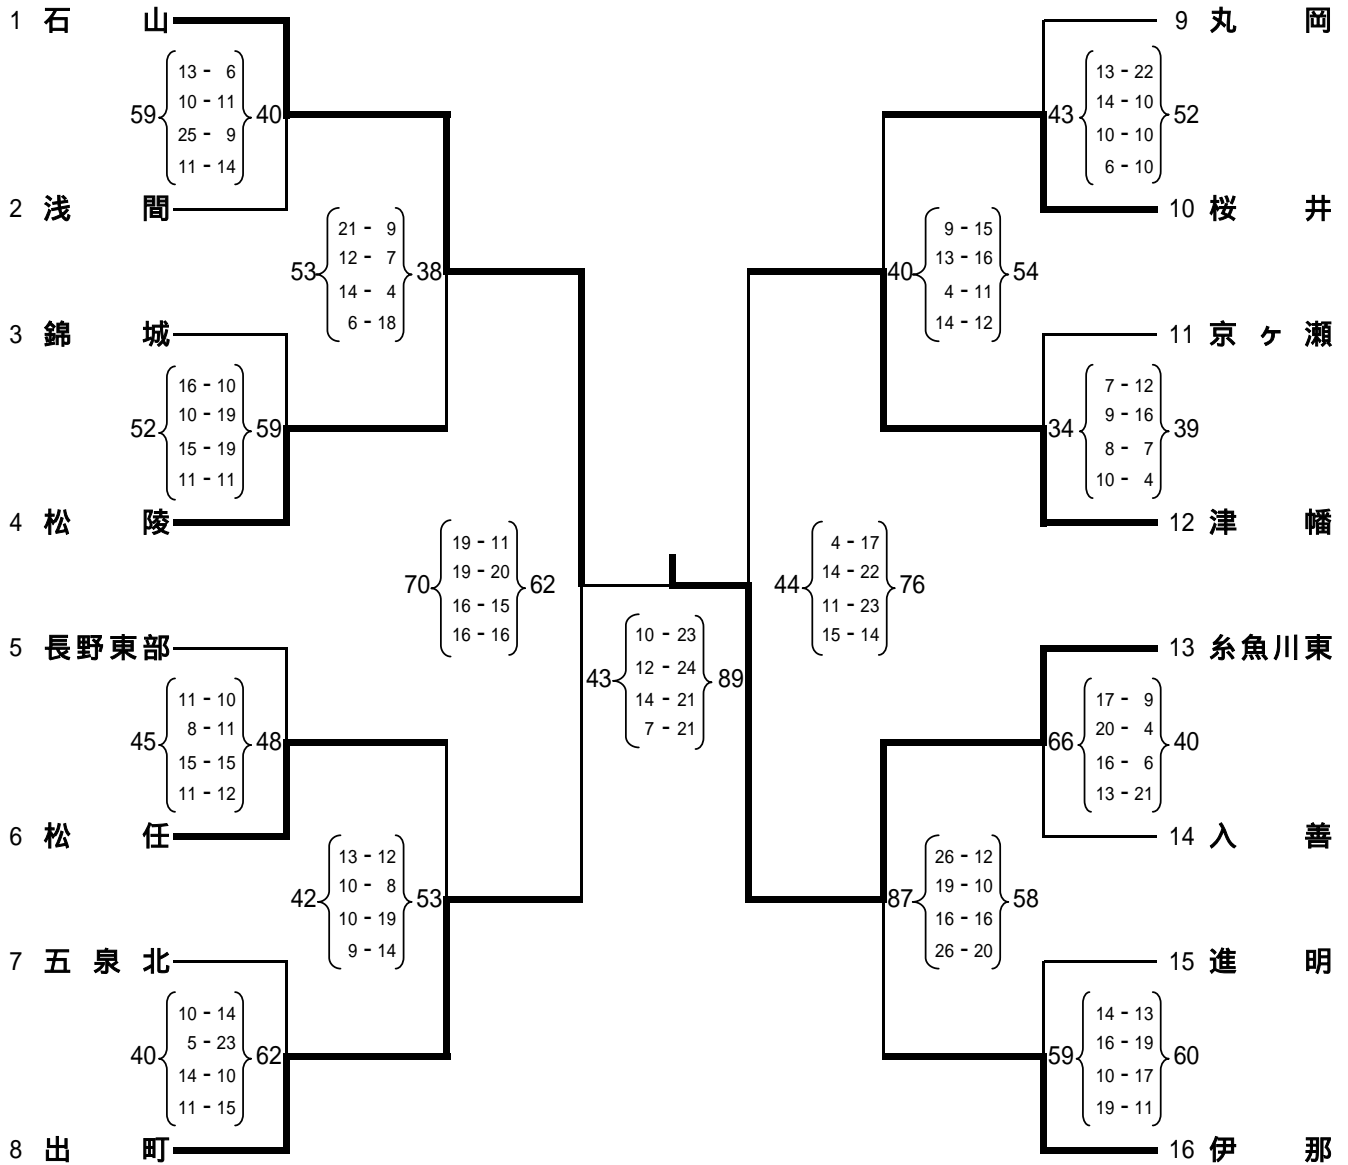 1 石山
13 - 6
59 10 - 11 40
25 - 9
11 - 14
2 浅間
21 - 9
53 12 - 7 38
14 - 4
6 - 18
3 錦城
16 - 10
52 10 - 19 59
15 - 19
11 - 11
4 松陵
19 - 11
70 19 - 20 62
16 - 15
16 - 16
5 長野東部
11 - 10
45 8 - 11 48
15 - 15
11 - 12
6 松任
13 - 12
42 10 - 8 53
10 - 19
9 - 14
7 五泉北
10 - 14
40 5 - 23 62
14 - 10
11 - 15
8 出町
10 - 23
43 12 - 24 89
14 - 21
7 - 21
9 丸岡
13 - 22
43 14 - 10 52
10 - 10
6 - 10
10 桜井
9 - 15
40 13 - 16 54
4 - 11
14 - 12
11 京ヶ瀬
7 - 12
34 9 - 16 39
8 - 7
10 - 4
12 津幡
4 - 17
44 14 - 22 76
11 - 23
15 - 14
13 糸魚川東
17 - 9
66 20 - 4 40
16 - 6
13 - 21
14 入善
26 - 12
87 19 - 10 58
16 - 16
26 - 20
15 進明
14 - 13
59 16 - 19 60
10 - 17
19 - 11
16 伊那